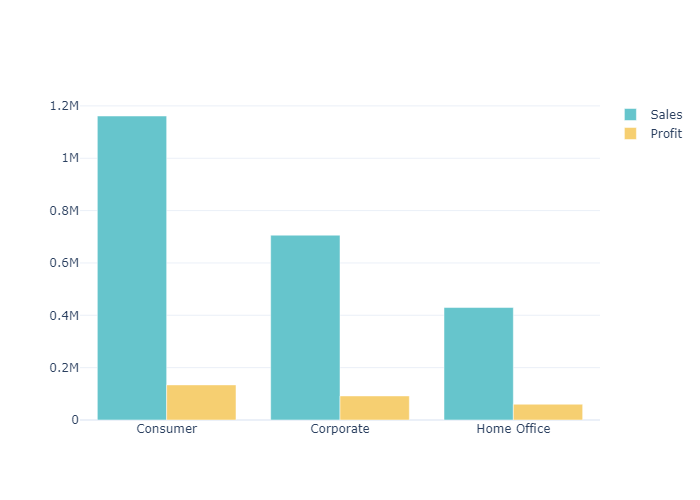 1.2M
1M
0.8M
0.6M
0.4M
0.2M
0
Consumer
Corporate
Home Office
Sales
Profit